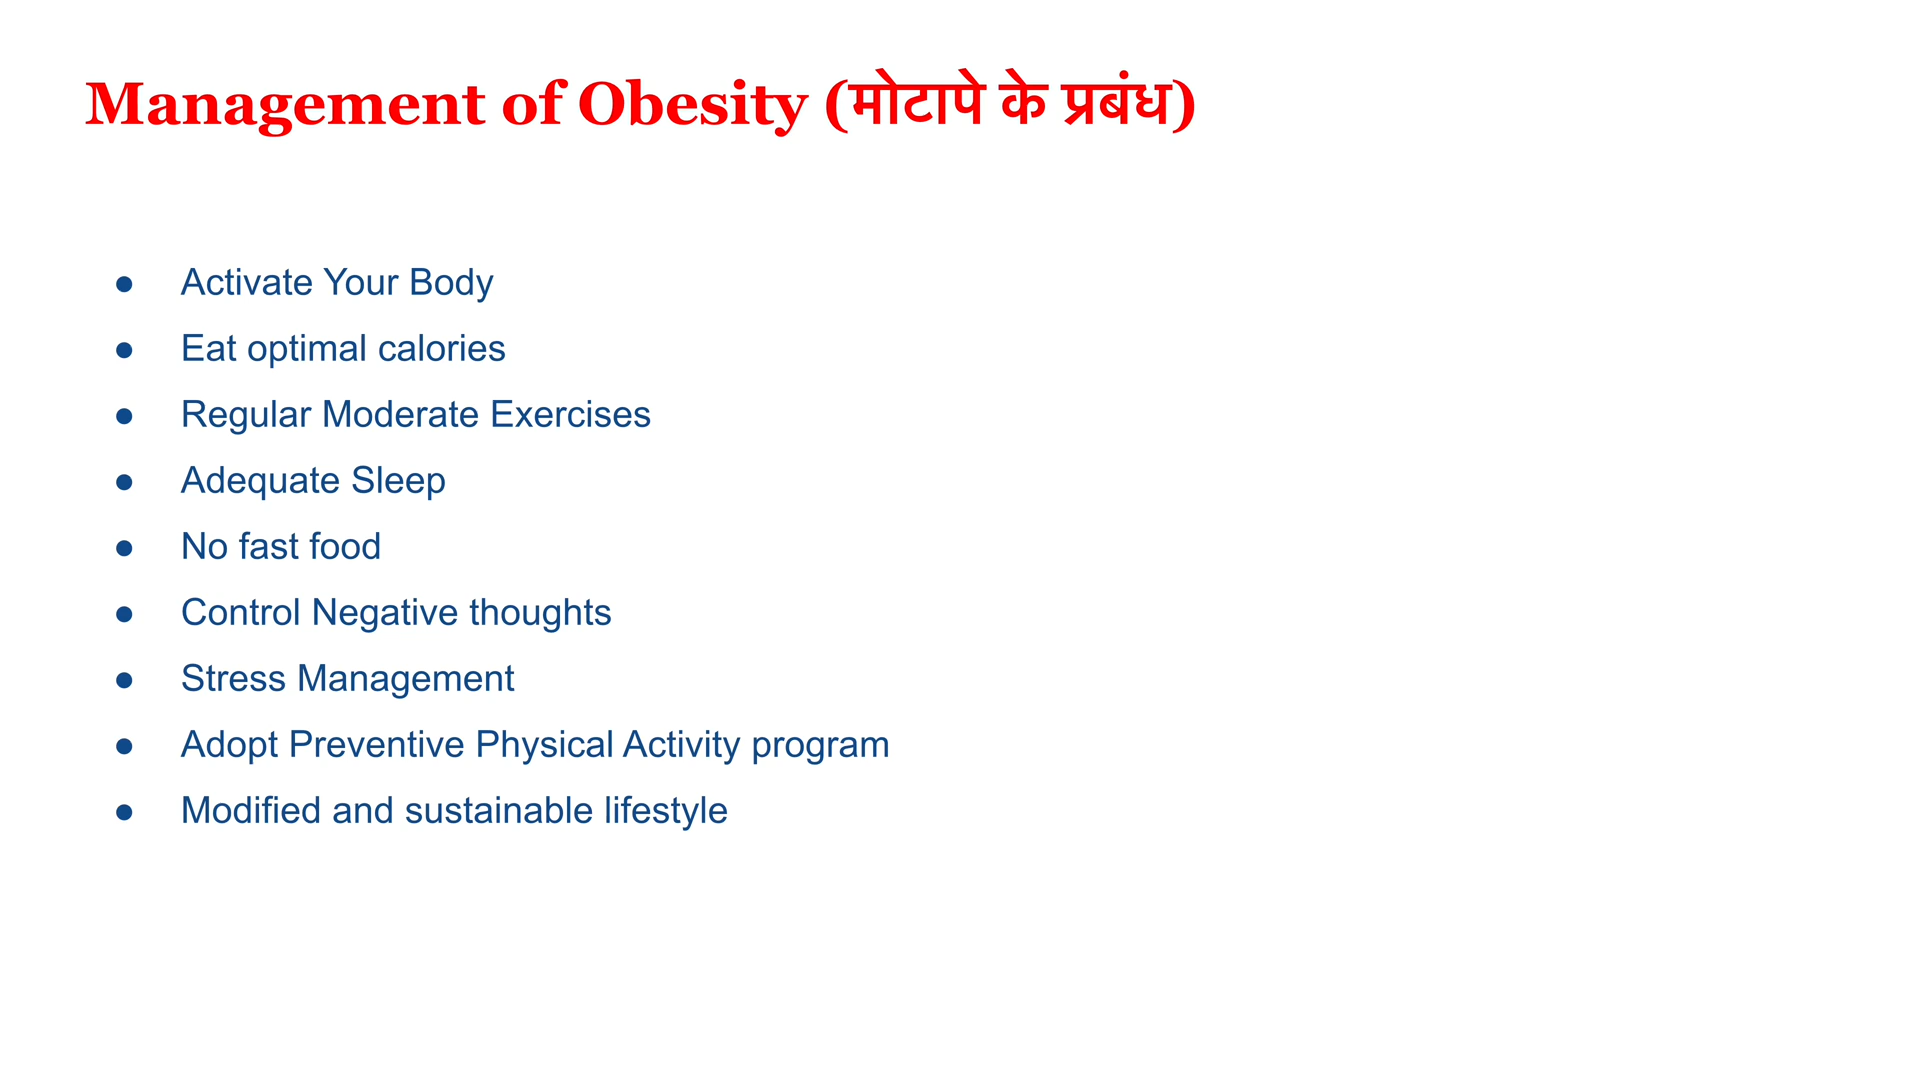 Management of Obesity (मोटापे के प्रबंध)
● Activate Your Body
● Eat optimal calories
● Regular Moderate Exercises
● Adequate Sleep
● No fast food
● Control Negative thoughts
● Stress Management
● Adopt Preventive Physical Activity program
● Modified and sustainable lifestyle